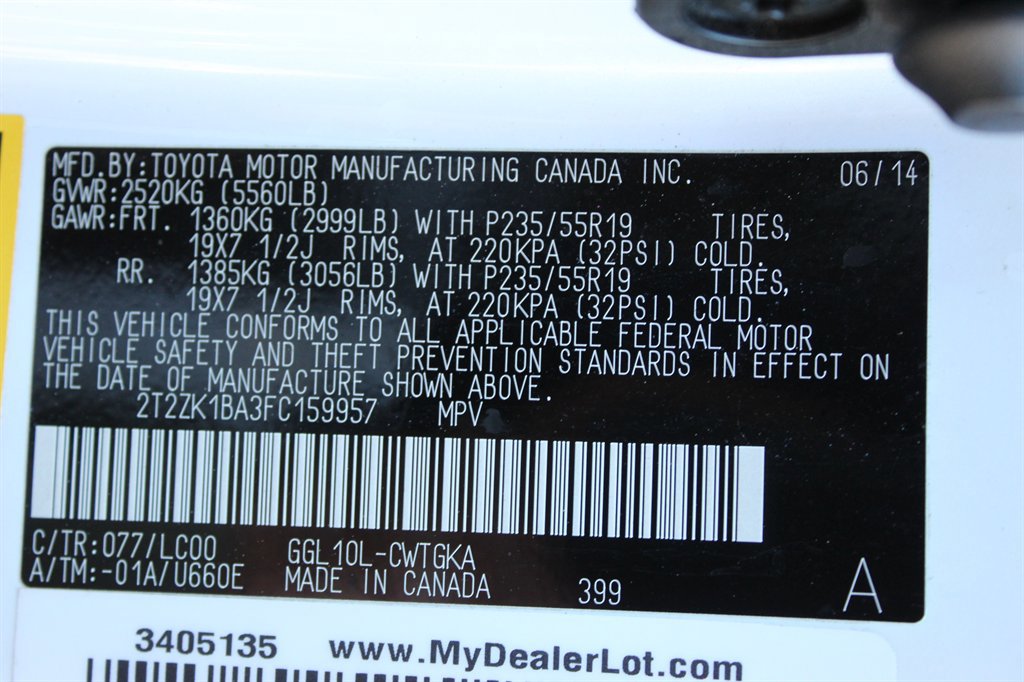 MFD.BY:TOYOTA MOTOR MANUFACTURING CANADA INC. 06/14
GVWR:2520KG (5560LB)
GAWR:FRT. 1360KG (2999LB) WITH P235/55R19 TIRES,
19X7 1/2J RIMS, AT 220KPA (32PSI) COLD.
RR. 1385KG (3056LB) WITH P235/55R19 TIRES,
19X7 1/2J RIMS, AT 220KPA (32PSI) COLD.
THIS VEHICLE CONFORMS TO ALL APPLICABLE FEDERAL MOTOR
VEHICLE SAFETY AND THEFT PREVENTION STANDARDS IN EFFECT ON
THE DATE OF MANUFACTURE SHOWN ABOVE.
2T2ZK1BA3FC159957 MPV
C/TR:077/LC00 GGL10L-CWTGKA
A/TM:-01A/U660E MADE IN CANADA 399 A
3405135 www.MyDealerLot.com